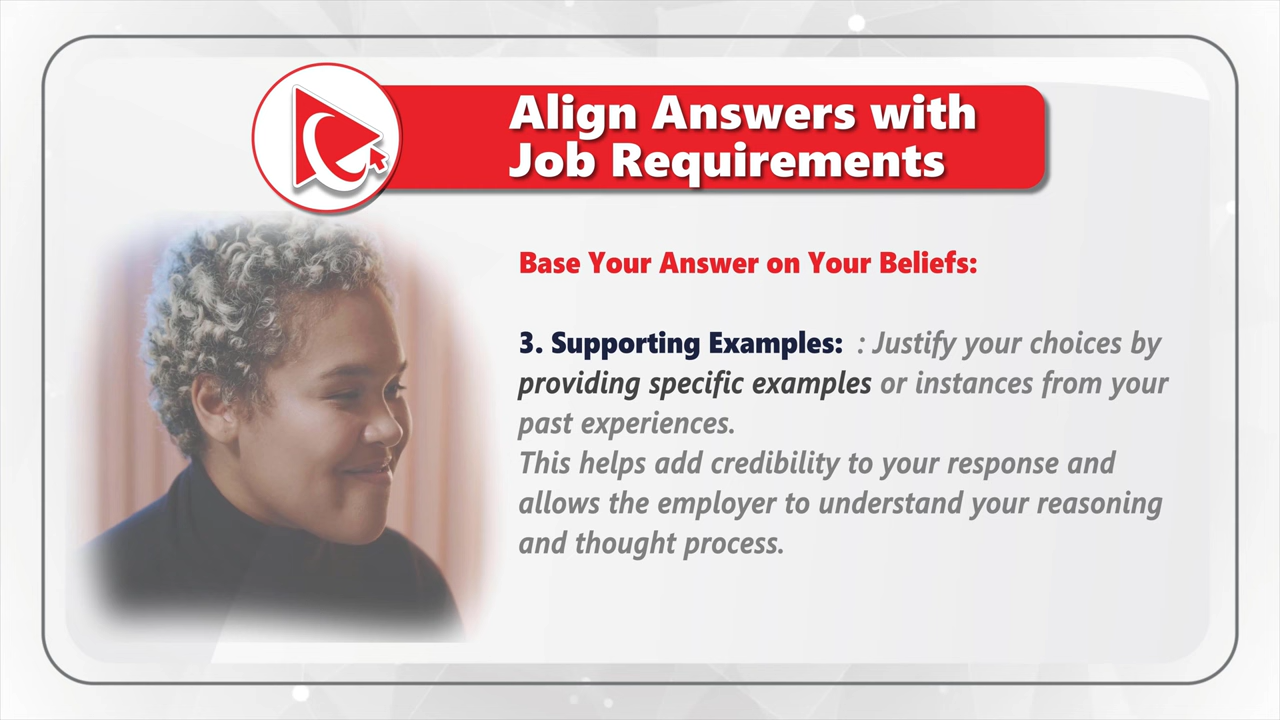 Align Answers with
Job Requirements
Base Your Answer on Your Beliefs:
3. Supporting Examples: : Justify your choices by
providing specific examples or instances from your
past experiences.
This helps add credibility to your response and
allows the employer to understand your reasoning
and thought process.